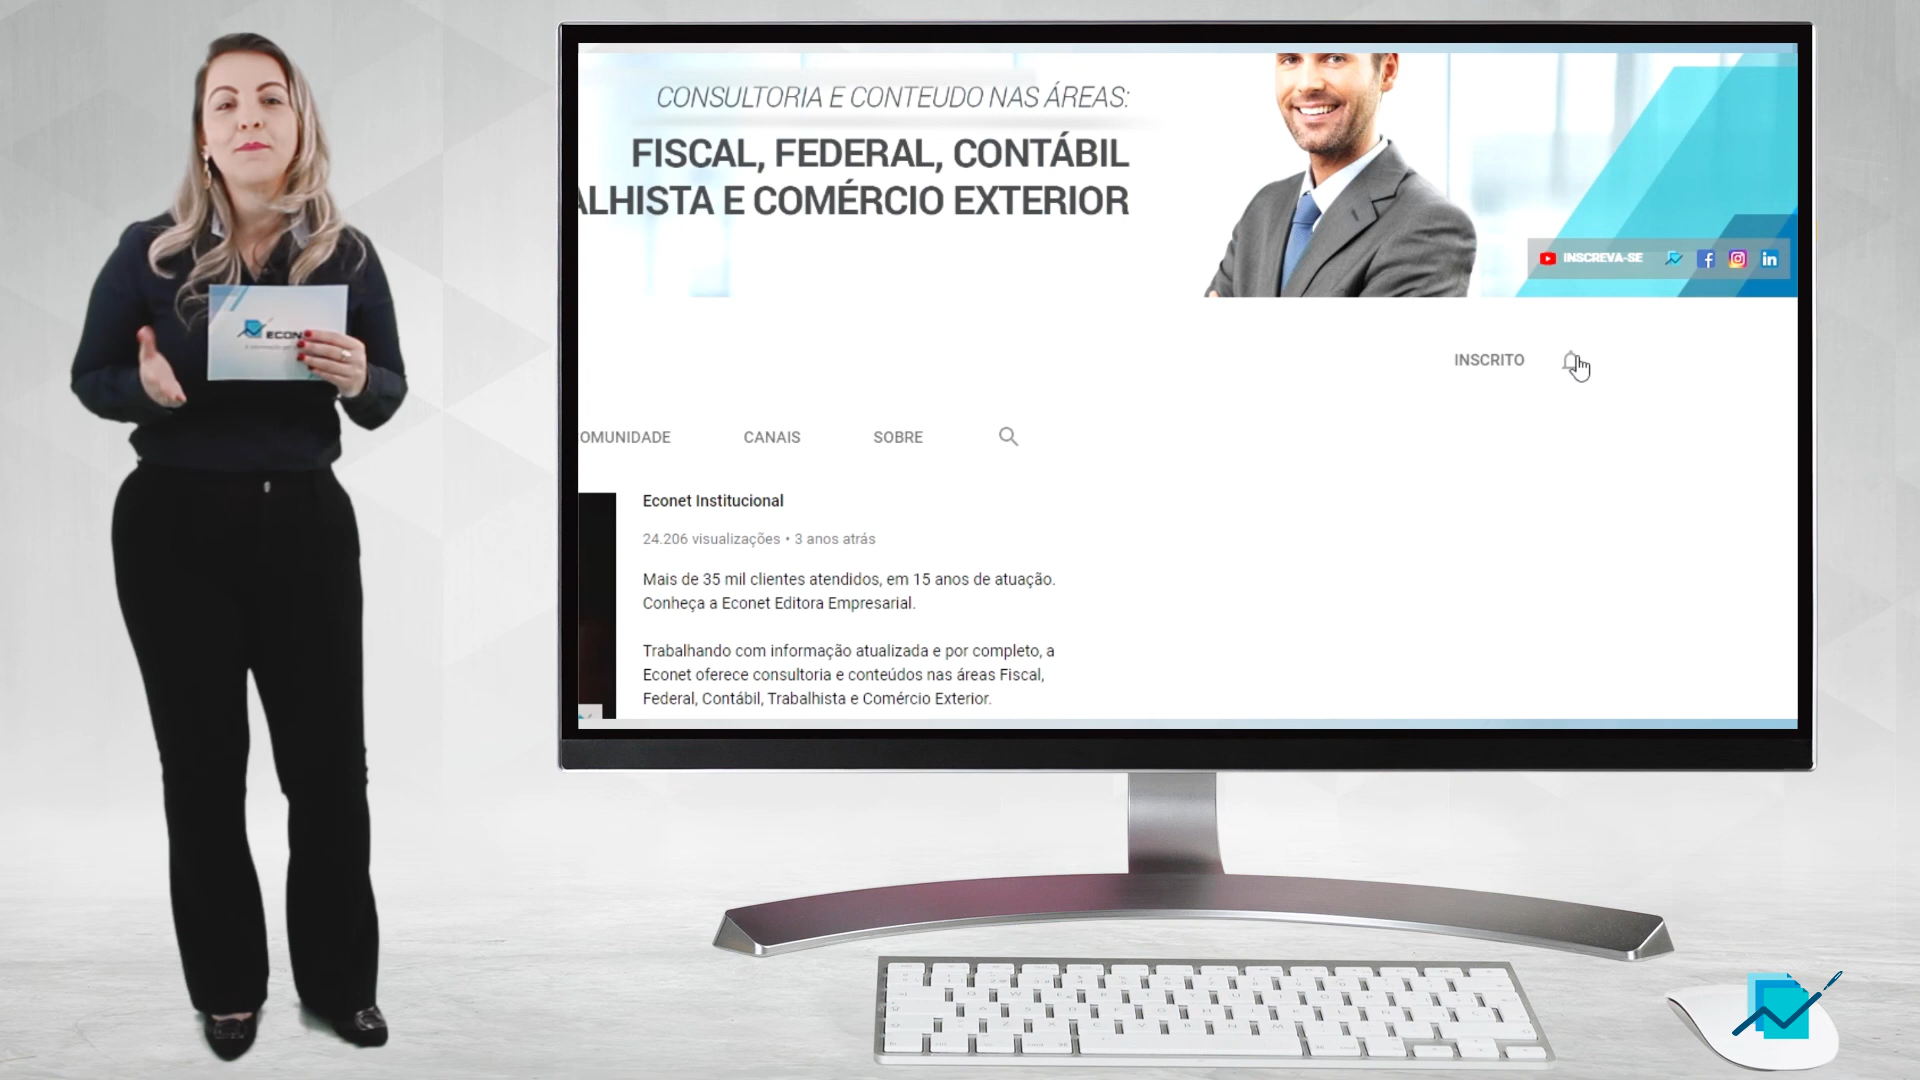 CONSULTORIA E CONTEUDO NAS ÁREAS:
FISCAL, FEDERAL, CONTÁBIL
ALHISTA E COMÉRCIO EXTERIOR
INSCREVA-SE
INSCRITO
OMUNIDADE
CANAIS
SOBRE
Econet Institucional
24.206 visualizações • 3 anos atrás
Mais de 35 mil clientes atendidos, em 15 anos de atuação.
Conheça a Econet Editora Empresarial.
Trabalhando com informação atualizada e por completo, a
Econet oferece consultoria e conteúdos nas áreas Fiscal,
Federal, Contábil, Trabalhista e Comércio Exterior.
ECON